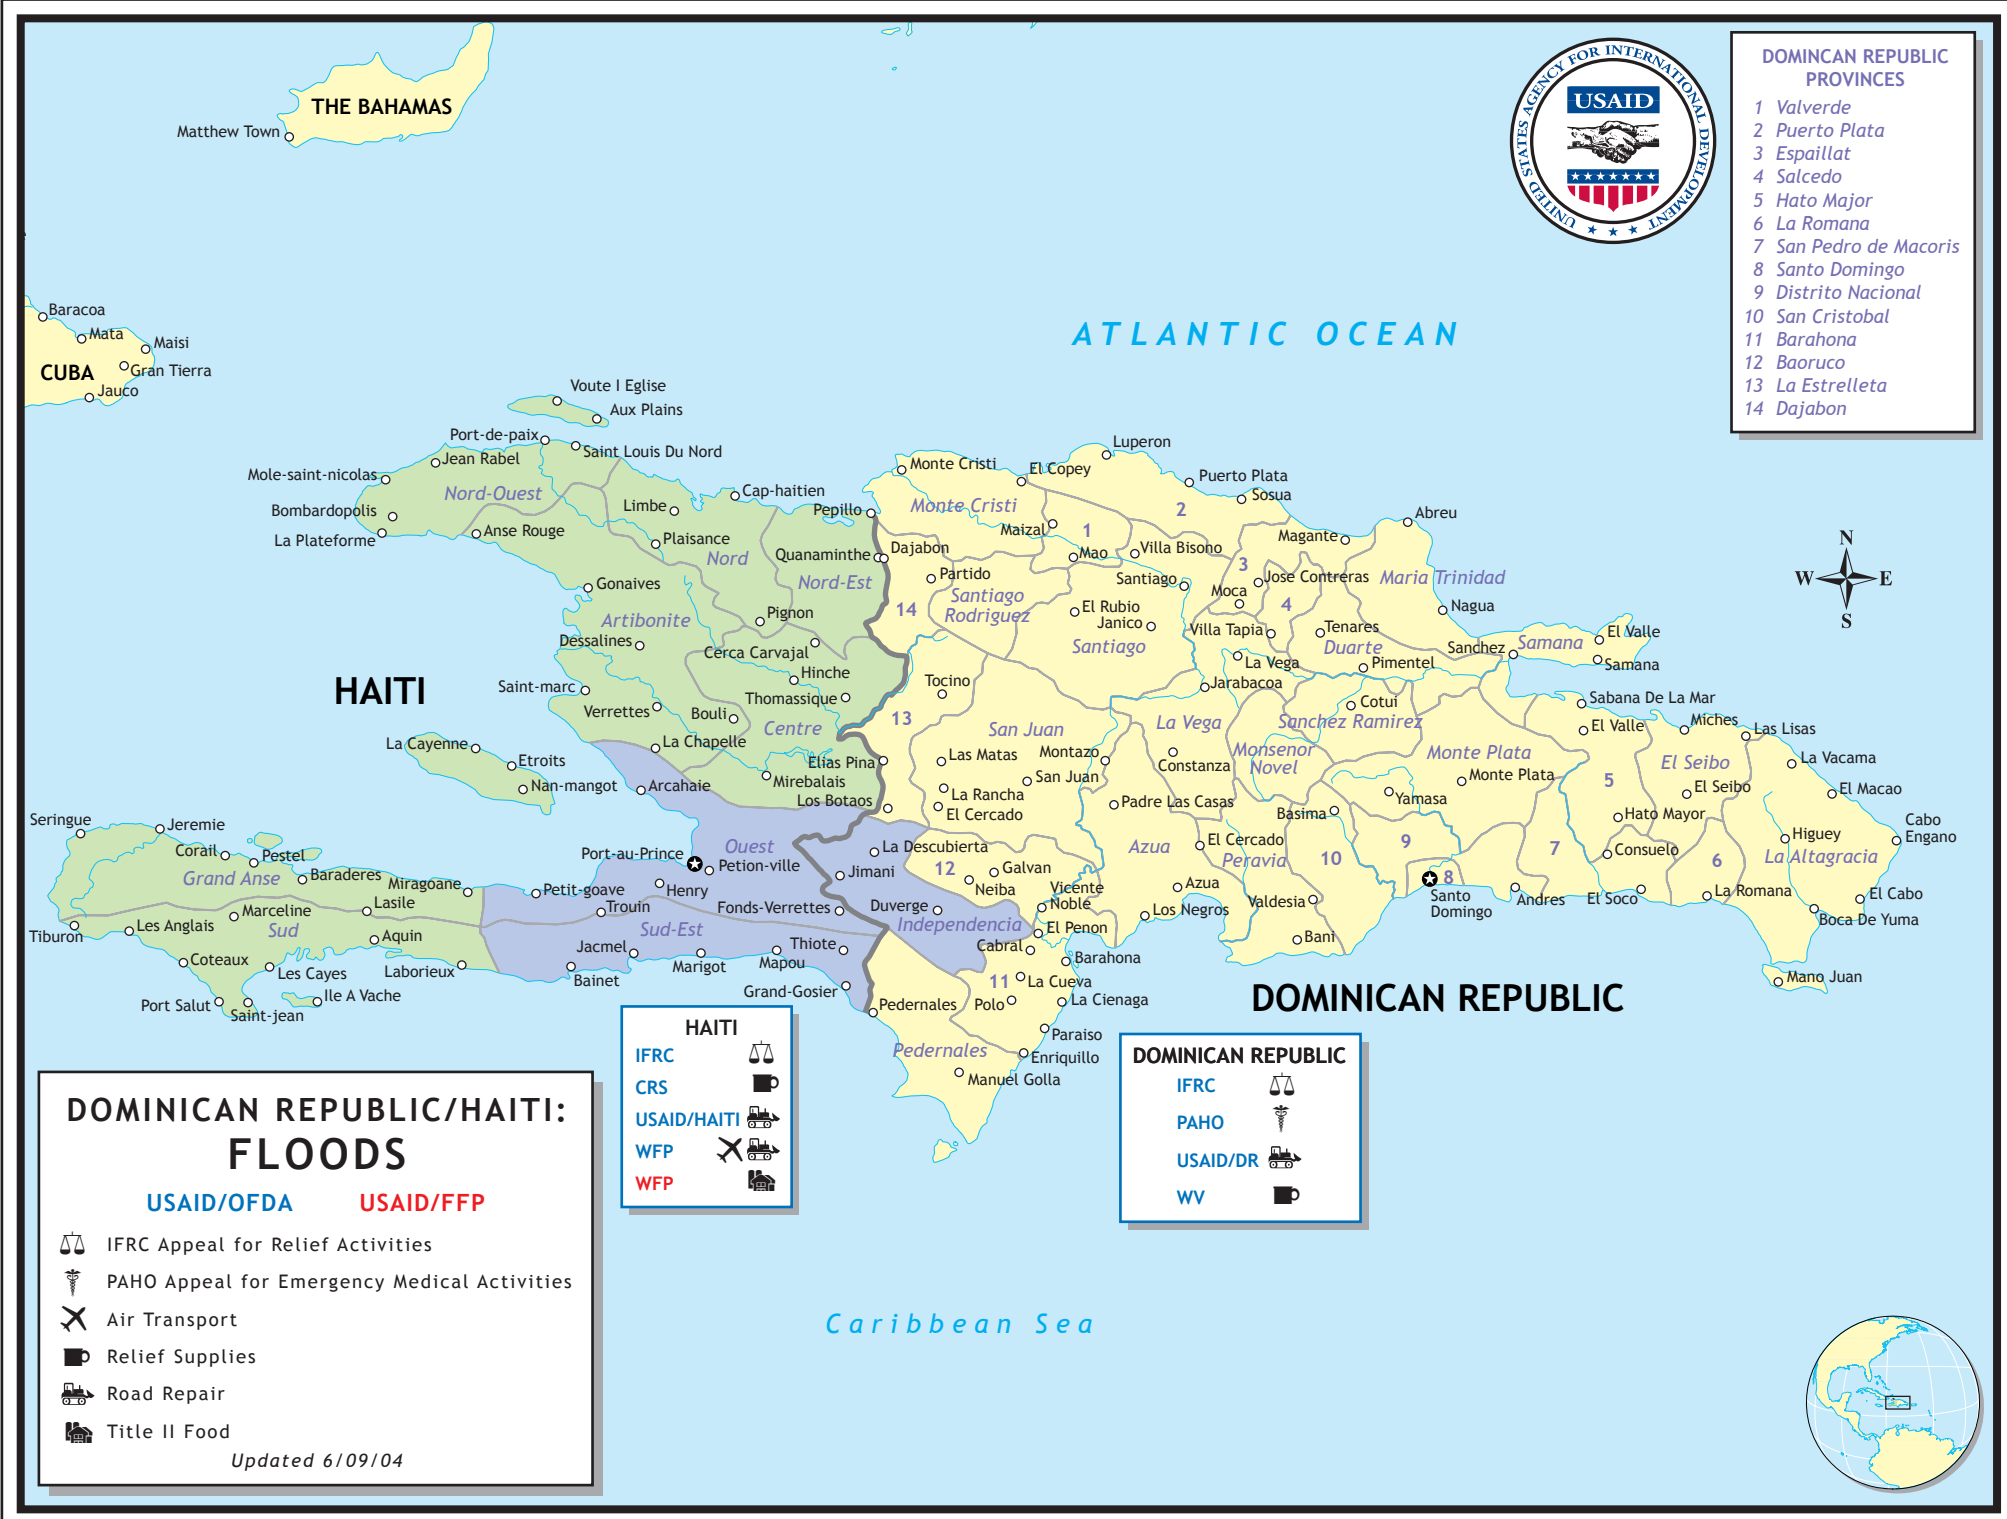 THE BAHAMAS
Matthew Town
UNITED STATES AGENCY FOR INTERNATIONAL DEVELOPMENT
USAID
DOMINCAN REPUBLIC
PROVINCES
1 Valverde
2 Puerto Plata
3 Espaillat
4 Salcedo
5 Hato Major
6 La Romana
7 San Pedro de Macoris
8 Santo Domingo
9 Distrito Nacional
10 San Cristobal
11 Barahona
12 Baoruco
13 La Estrelleta
14 Dajabon
Baracoa
Mata
Maisi
CUBA
Gran Tierra
Jauco
ATLANTIC OCEAN
N
W E
S
HAITI
Voute I Eglise
Aux Plains
Port-de-paix
Saint Louis Du Nord
Jean Rabel
Mole-saint-nicolas
Nord-Ouest
Bombardopolis
La Plateforme
Anse Rouge
Limbe
Cap-haitien
Pepillo
Plaisance
Nord
Quanaminthe
Nord-Est
Gonaives
Artibonite
Pignon
Dessalines
Cerca Carvajal
Hinche
Saint-marc
Thomassique
Verrettes
Bouli
Centre
La Chapelle
La Cayenne
Etroits
Nan-mangot
Elias Pina
Mirebalais
Arcahaie
Los Botaos
Seringue
Jeremie
Corail
Pestel
Grand Anse
Baraderes
Miragoane
Port-au-Prince
Ouest
Petion-ville
Petit-goave
Henry
Trouin
Fonds-Verrettes
Marceline
Lasile
Les Anglais
Sud
Tiburon
Aquin
Sud-Est
Jacmel
Thiote
Coteaux
Les Cayes
Laborieux
Bainet
Marigot
Mapou
Grand-Gosier
Ile A Vache
Port Salut
Saint-jean
Luperon
Monte Cristi
El Copey
Puerto Plata
Sosua
Monte Cristi
2
Abreu
Maizal
1
Magante
Dajabon
Mao
Villa Bisono
3
Partido
Santiago
Jose Contreras
Maria Trinidad
Santiago
Rodriguez
Moca
14
El Rubio
4
Nagua
Janico
Villa Tapia
Tenares
El Valle
Santiago
Duarte
Sanchez
Samana
La Vega
Pimentel
Samana
Tocino
Jarabacoa
Sabana De La Mar
Cotui
13
San Juan
La Vega
Sanchez Ramirez
El Valle
Miches
Las Lisas
Las Matas
Montazo
Monsenor
Novel
Monte Plata
Constanza
El Seibo
La Vacama
San Juan
Monte Plata
5
El Seibo
La Rancha
El Macao
El Cercado
Padre Las Casas
Yamasa
Basima
Hato Mayor
Cabo
Engano
La Descubierta
Azua
El Cercado
9
Higuey
12
Galvan
Peravia
10
7
Consuelo
6
La Altagracia
Jimani
Neiba
Vicente
Noble
Azua
8
Duverge
Los Negros
Valdesia
Santo
Domingo
Andres
El Soco
La Romana
El Cabo
Independencia
El Penon
Boca De Yuma
Cabral
Bani
Barahona
11
La Cueva
Mano Juan
Pedernales
Polo
La Cienaga
DOMINICAN REPUBLIC
Paraiso
Pedernales
Enriquillo
Manuel Golla
HAITI
IFRC
CRS
USAID/HAITI
WFP
WFP
DOMINICAN REPUBLIC
IFRC
PAHO
USAID/DR
WV
DOMINICAN REPUBLIC/HAITI:
FLOODS
USAID/OFDA USAID/FFP
IFRC Appeal for Relief Activities
PAHO Appeal for Emergency Medical Activities
Air Transport
Relief Supplies
Road Repair
Title II Food
Updated 6/09/04
Caribbean Sea